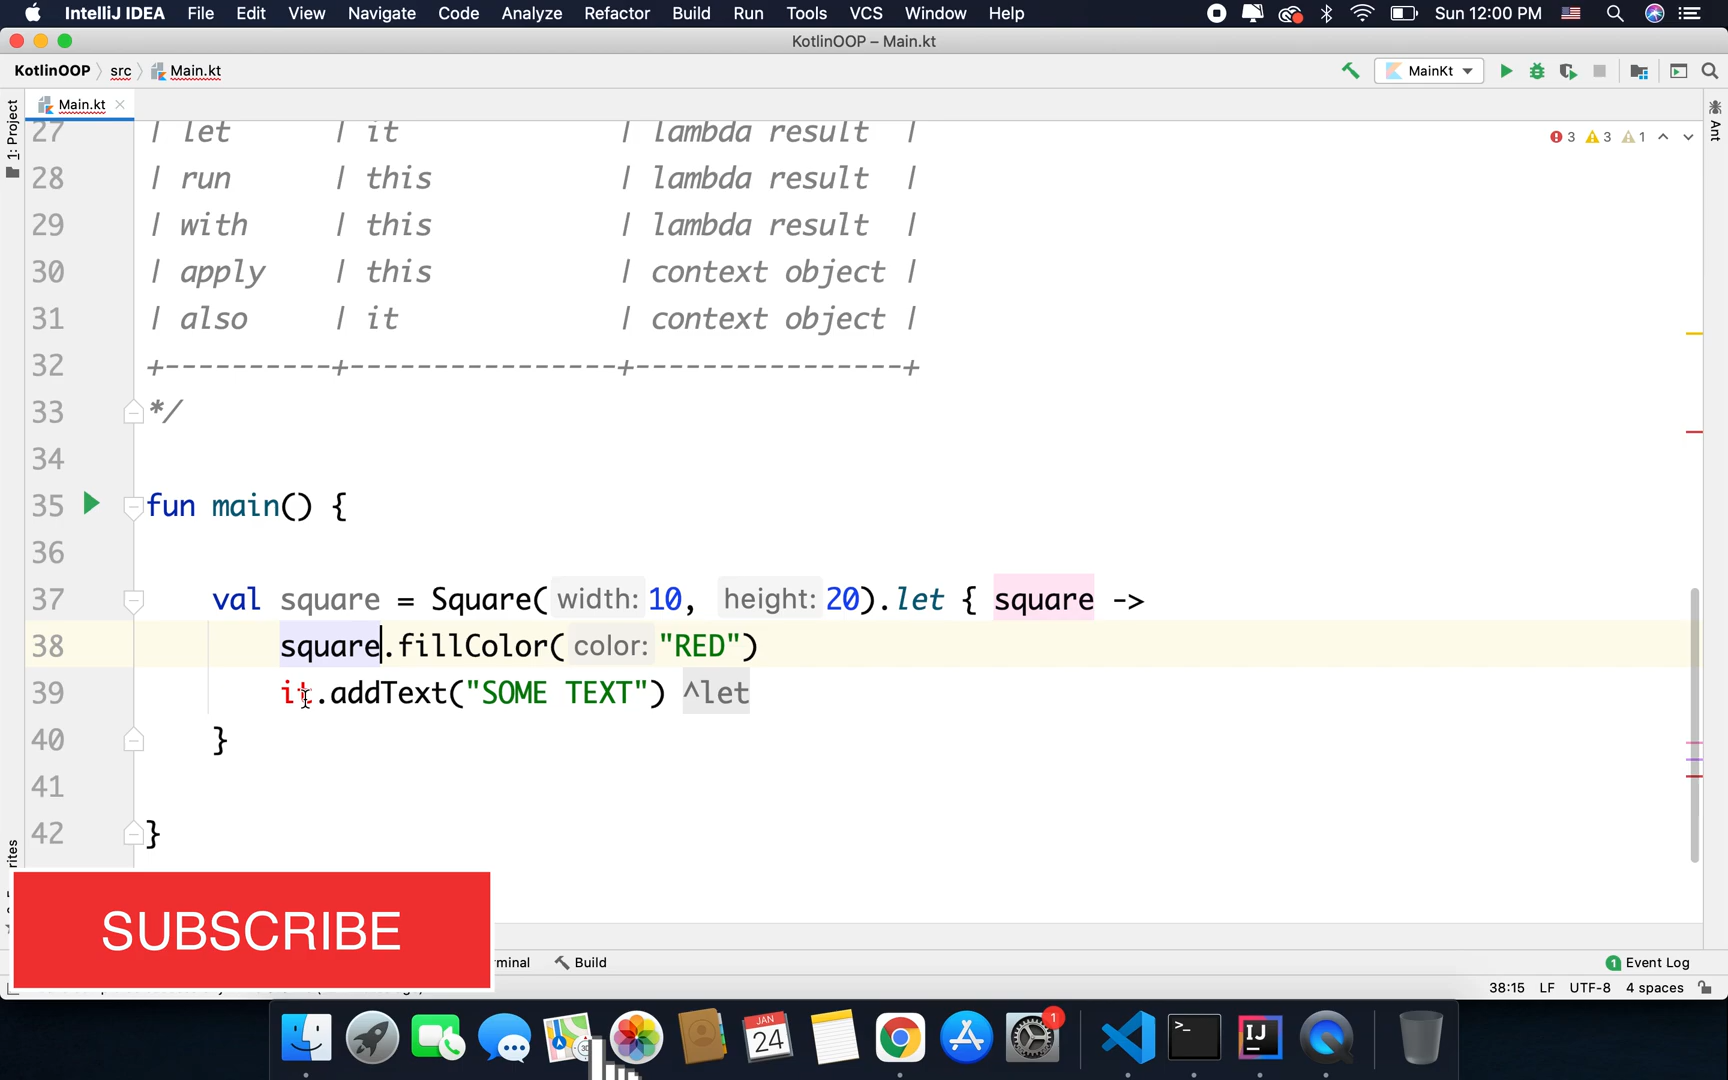 IntelliJ IDEA File Edit View Navigate Code Analyze Refactor Build Run Tools VCS Window Help Sun 12:00 PM
KotlinOOP – Main.kt
KotlinOOP src Main.kt MainKt
1: Project Main.kt Ant
3 3 1
27 | let | it | lambda result |
28 | run | this | lambda result |
29 | with | this | lambda result |
30 | apply | this | context object |
31 | also | it | context object |
32 +----------+----------------+---------------+
33 */
34
35 fun main() {
36
37 val square = Square( width: 10, height: 20).let { square ->
38 square.fillColor( color: "RED")
39 it.addText("SOME TEXT") ^let
40 }
41
42 }
SUBSCRIBE
Build Event Log
38:15 LF UTF-8 4 spaces
JAN
24
1
IJ